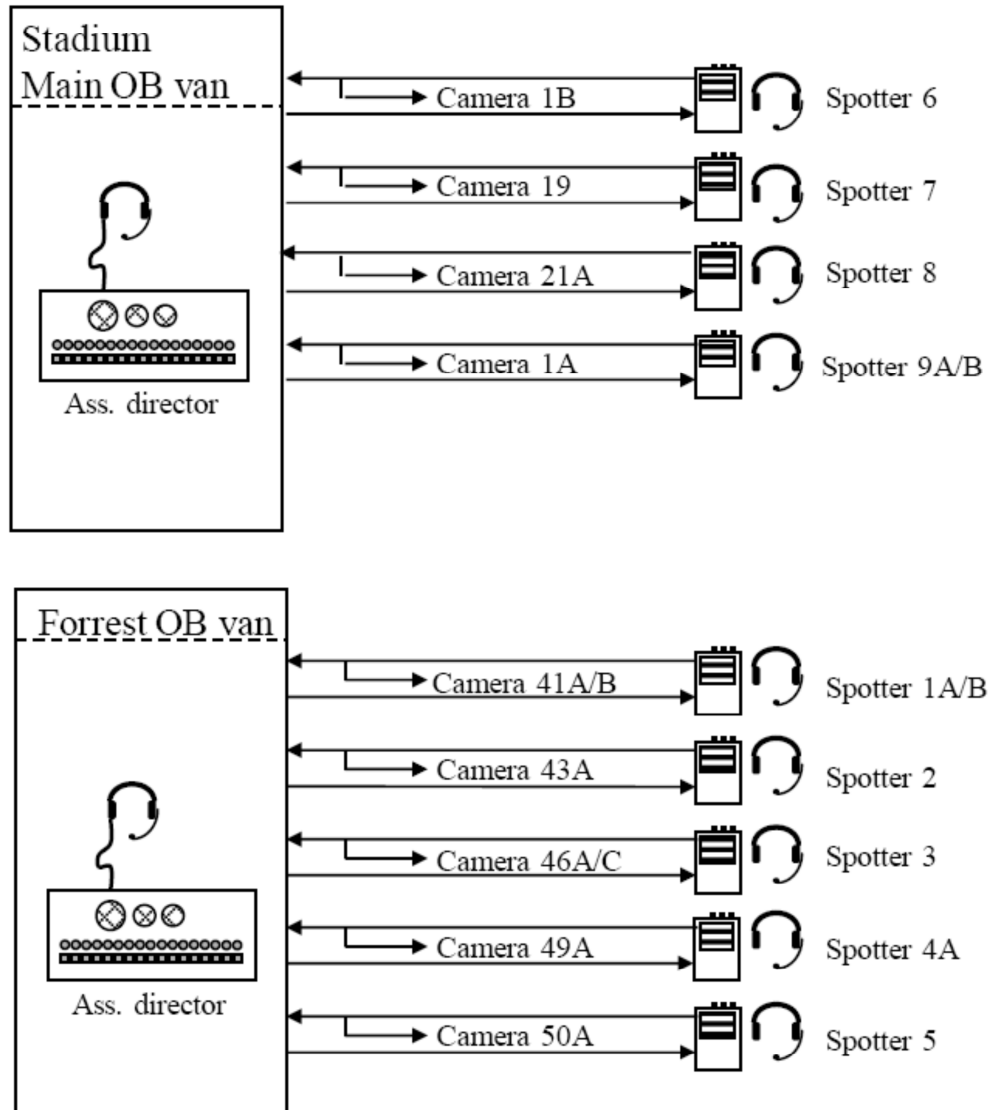 Stadium
Main OB van
Camera 1B
Spotter 6
Camera 19
Spotter 7
Camera 21A
Spotter 8
Camera 1A
Spotter 9A/B
Ass. director
Forrest OB van
Camera 41A/B
Spotter 1A/B
Camera 43A
Spotter 2
Camera 46A/C
Spotter 3
Camera 49A
Spotter 4A
Ass. director
Camera 50A
Spotter 5